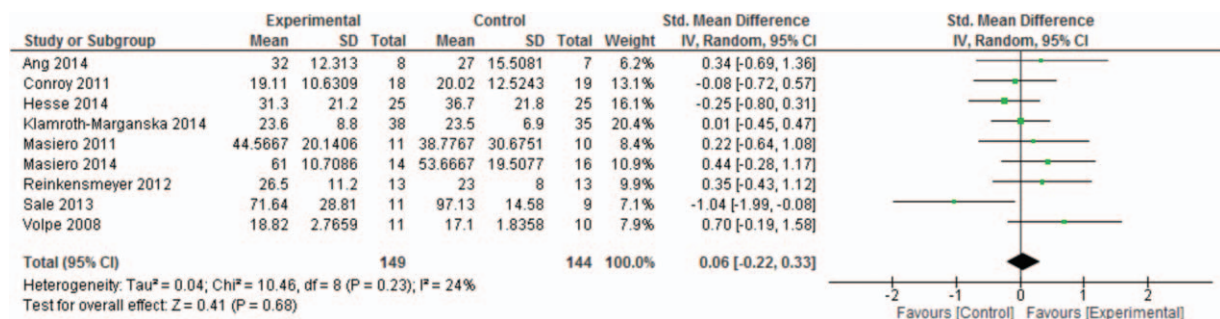 Experimental Control Std. Mean Difference Std. Mean Difference
Study or Subgroup Mean SD Total Mean SD Total Weight IV, Random, 95% CI IV, Random, 95% CI
Ang 2014 32 12.313 8 27 15.5081 7 6.2% 0.34 [-0.69, 1.36]
Conroy 2011 19.11 10.6309 18 20.02 12.5243 19 13.1% -0.08 [-0.72, 0.57]
Hesse 2014 31.3 21.2 25 36.7 21.8 25 16.1% -0.25 [-0.80, 0.31]
Klamroth-Marganska 2014 23.6 8.8 38 23.5 6.9 35 20.4% 0.01 [-0.45, 0.47]
Masiero 2011 44.5667 20.1406 11 38.7767 30.6751 10 8.4% 0.22 [-0.64, 1.08]
Masiero 2014 61 10.7086 14 53.6667 19.5077 16 10.9% 0.44 [-0.28, 1.17]
Reinkensmeyer 2012 26.5 11.2 13 23 8 13 9.9% 0.35 [-0.43, 1.12]
Sale 2013 71.64 28.81 11 97.13 14.58 9 7.1% -1.04 [-1.99, -0.08]
Volpe 2008 18.82 2.7659 11 17.1 1.8358 10 7.9% 0.70 [-0.19, 1.58]
Total (95% CI) 149 144 100.0% 0.06 [-0.22, 0.33]
Heterogeneity: Tau² = 0.04; Chi² = 10.46, df = 8 (P = 0.23); I² = 24%
Test for overall effect: Z = 0.41 (P = 0.68)
-2 -1 0 1 2
Favours [Control] Favours [Experimental]